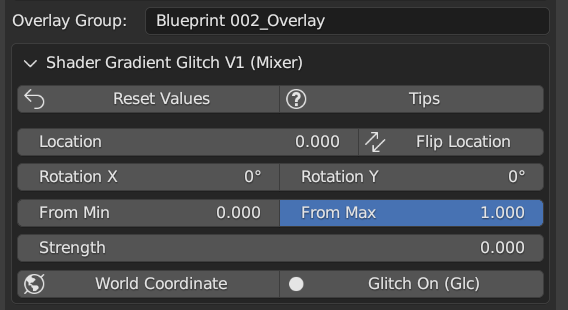 Overlay Group: Blueprint 002_Overlay
Shader Gradient Glitch V1 (Mixer)
Reset Values Tips
Location 0.000 Flip Location
Rotation X 0° Rotation Y 0°
From Min 0.000 From Max 1.000
Strength 0.000
World Coordinate Glitch On (Glc)